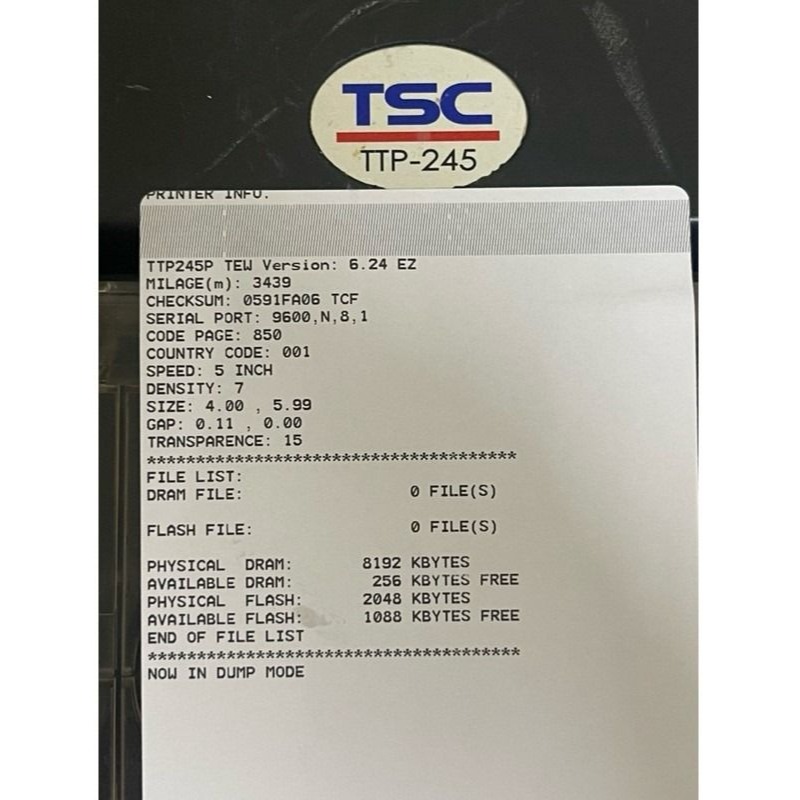 TSC
TTP-245
PRINTER INFO.
TTP245P TEW Version: 6.24 EZ
MILAGE(m): 3439
CHECKSUM: 0591FA06 TCF
SERIAL PORT: 9600,N,8,1
CODE PAGE: 850
COUNTRY CODE: 001
SPEED: 5 INCH
DENSITY: 7
SIZE: 4.00 , 5.99
GAP: 0.11 , 0.00
TRANSPARENCE: 15
**************************************
FILE LIST:
DRAM FILE: 0 FILE(S)
FLASH FILE: 0 FILE(S)
PHYSICAL DRAM: 8192 KBYTES
AVAILABLE DRAM: 256 KBYTES FREE
PHYSICAL FLASH: 2048 KBYTES
AVAILABLE FLASH: 1088 KBYTES FREE
END OF FILE LIST
**************************************
NOW IN DUMP MODE